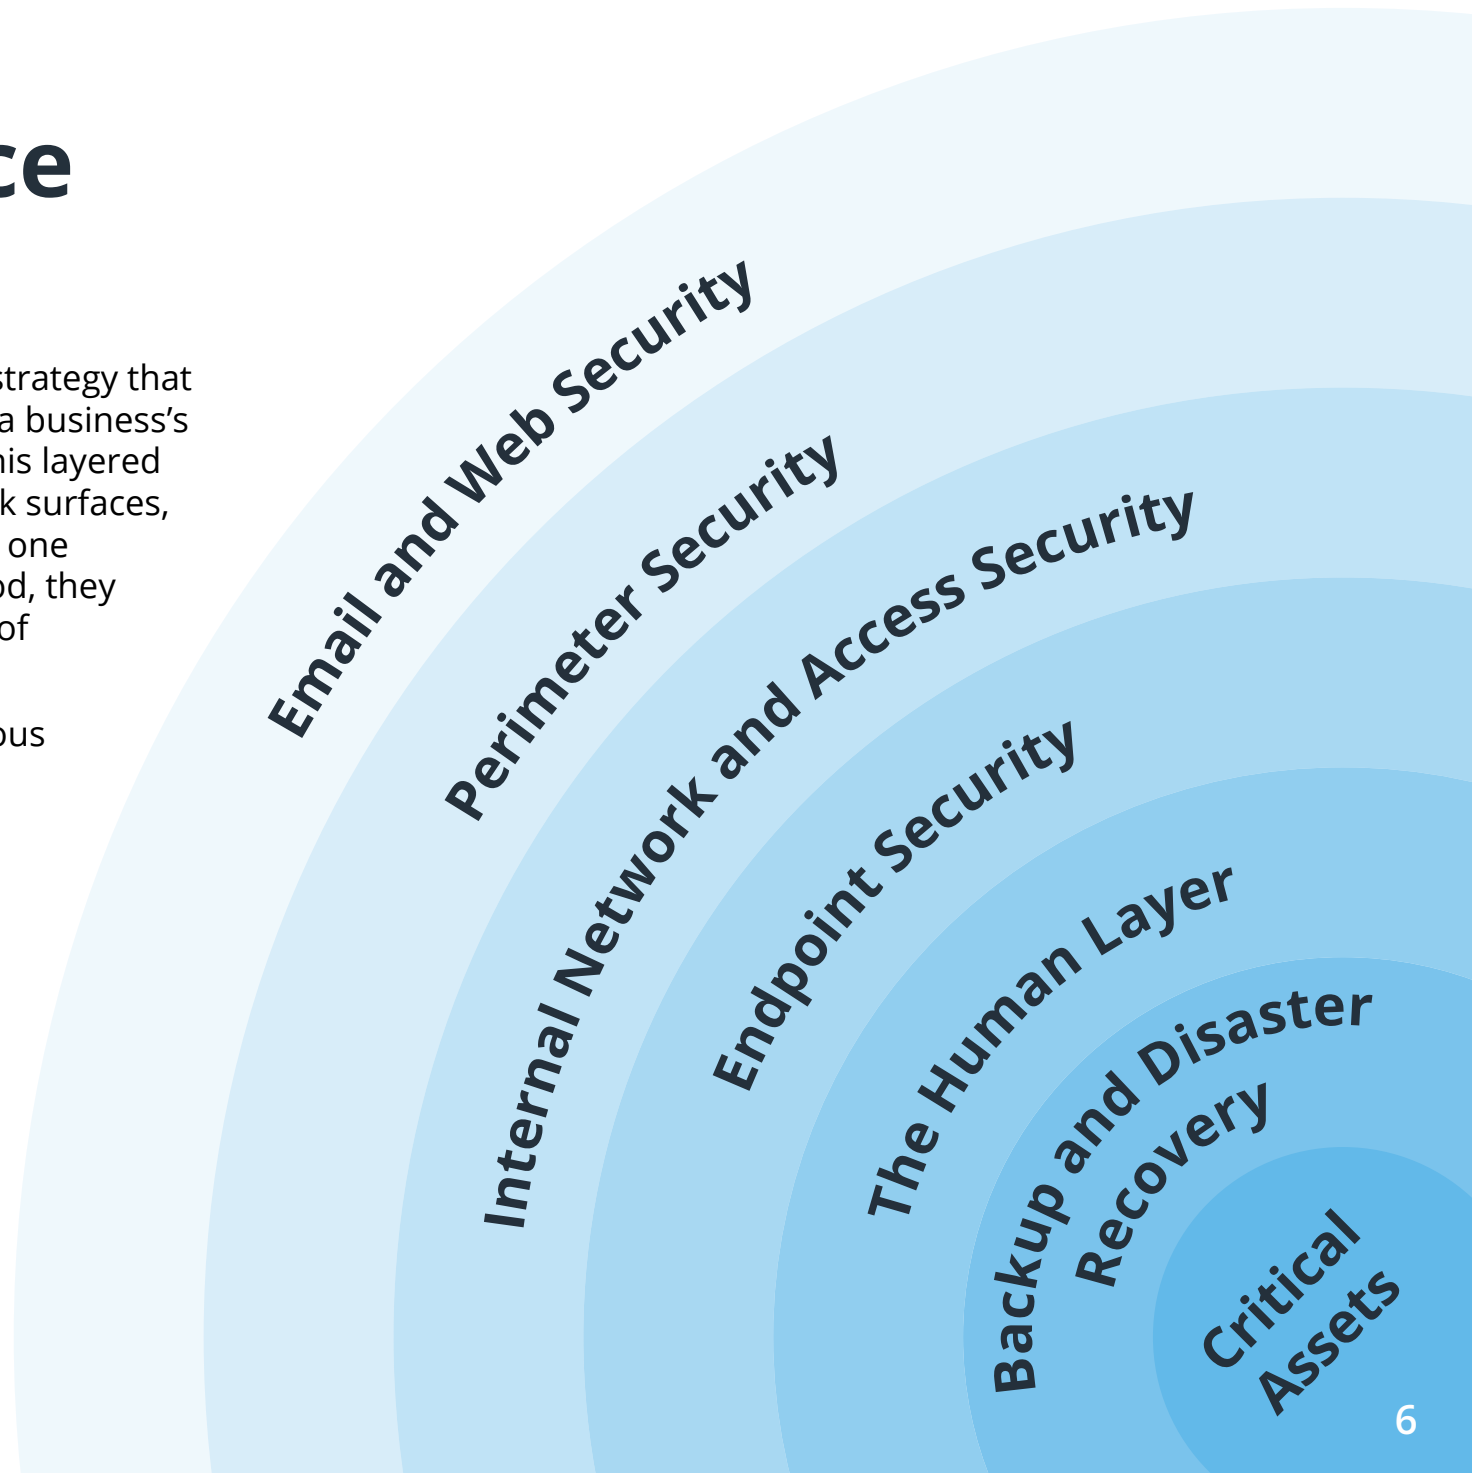 ce
strategy that
a business’s
his layered
k surfaces,
one
od, they
of
ous
Email and Web Security
Perimeter Security
Internal Network and Access Security
Endpoint Security
The Human Layer
Backup and Disaster
Recovery
Critical
Assets
6